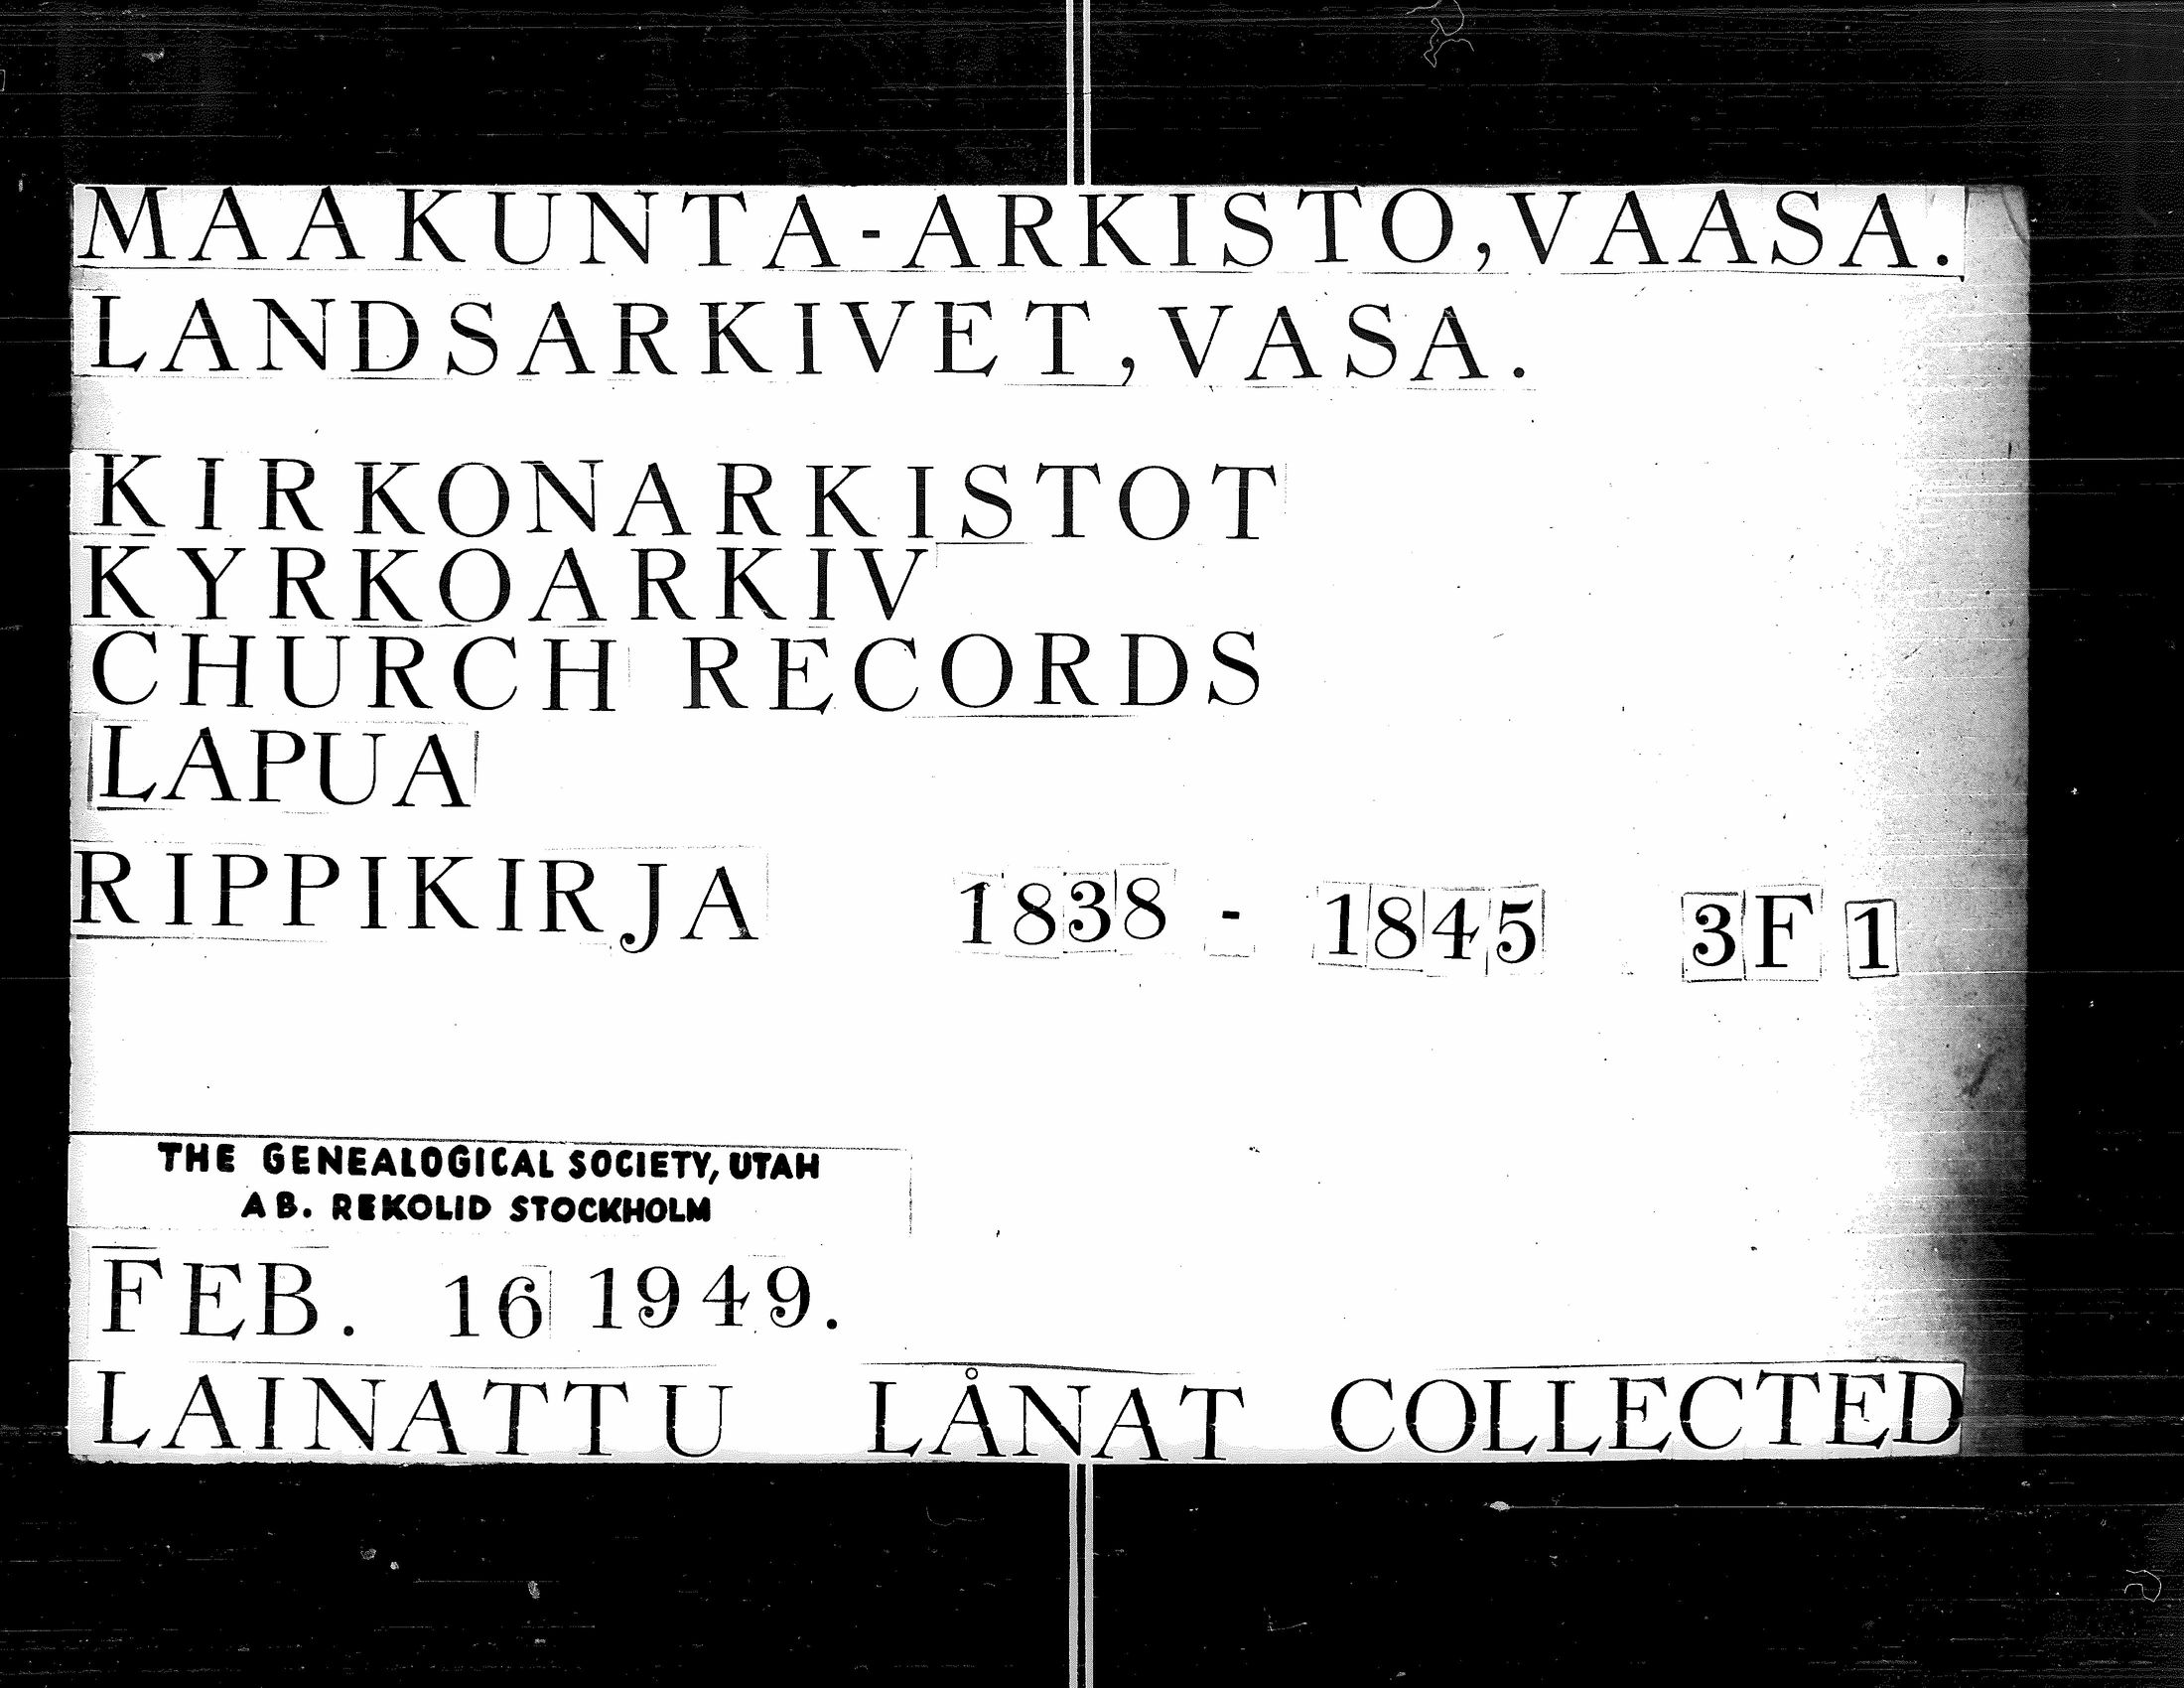 MAAKUNTA-ARKISTO, VAASA.
LANDSARKIVET, VASA.
KIRKONARKISTOT
KYRKOARKIV
CHURCH RECORDS
LAPUA
RIPPIKIRJA 1838 - 1845 3F 1
THE GENEALOGICAL SOCIETY, UTAH
AB. REKOLID STOCKHOLM
FEB. 16 1949.
LAINATTU LÅNAT COLLECTED